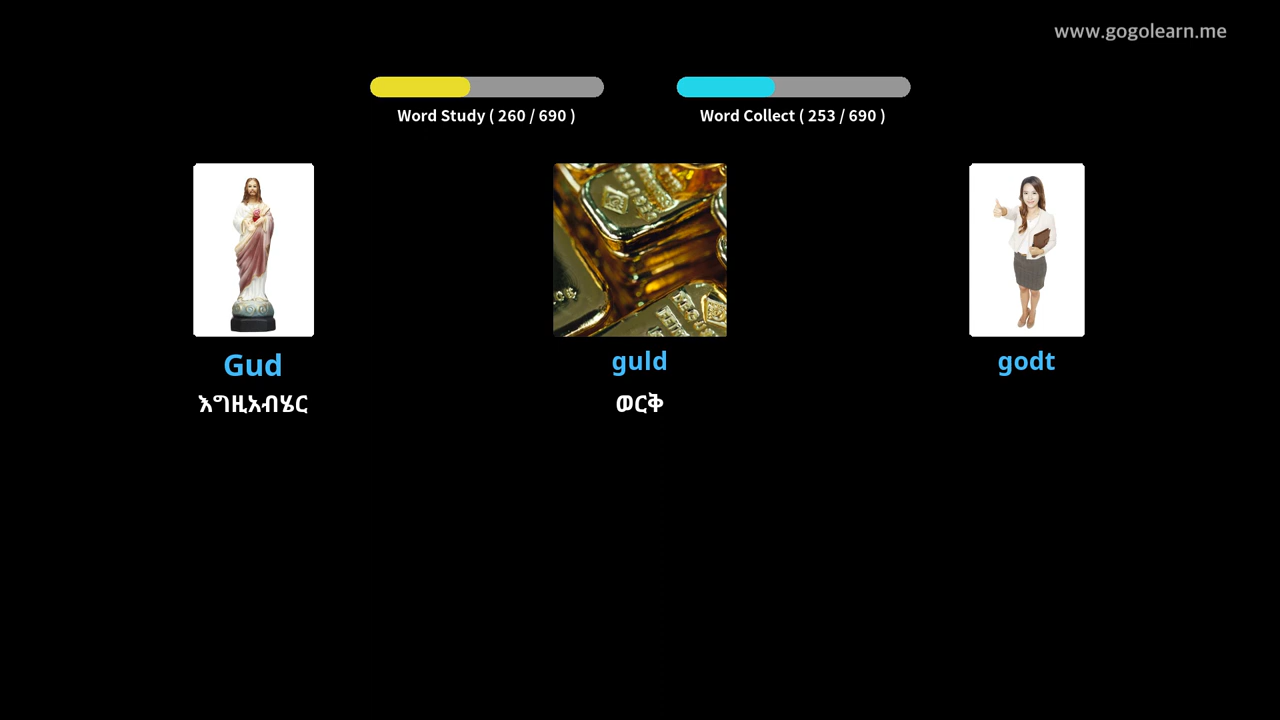 www.gogolearn.me
Word Study ( 260 / 690 )
Word Collect ( 253 / 690 )
Gud
guld
godt
እግዚአብሄር
ወርቅ